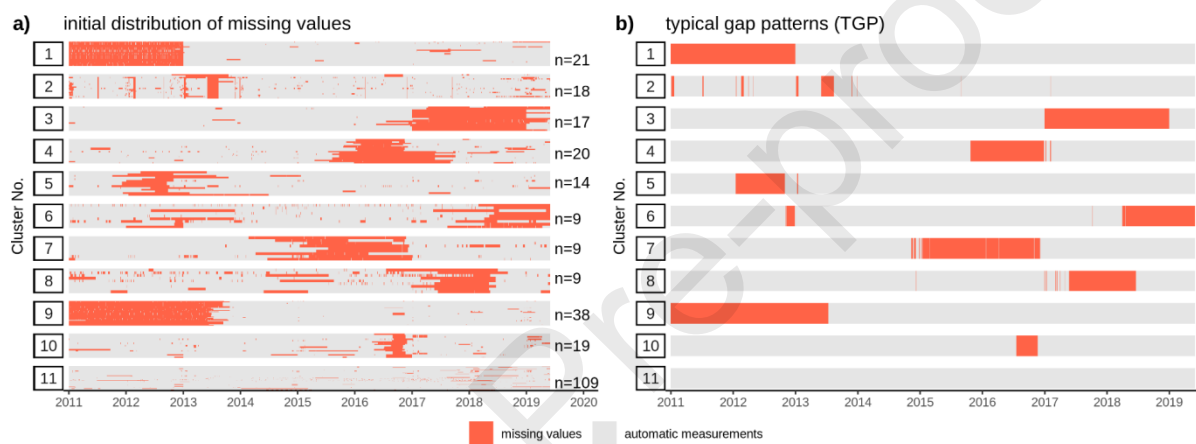 a) initial distribution of missing values
b) typical gap patterns (TGP)
Cluster No.
1
n=21
2
n=18
3
n=17
4
n=20
5
n=14
6
n=9
7
n=9
8
n=9
9
n=38
10
n=19
11
n=109
2011 2012 2013 2014 2015 2016 2017 2018 2019 2020
Cluster No.
1
2
3
4
5
6
7
8
9
10
11
2011 2012 2013 2014 2015 2016 2017 2018 2019
missing values
automatic measurements
Pre-proo